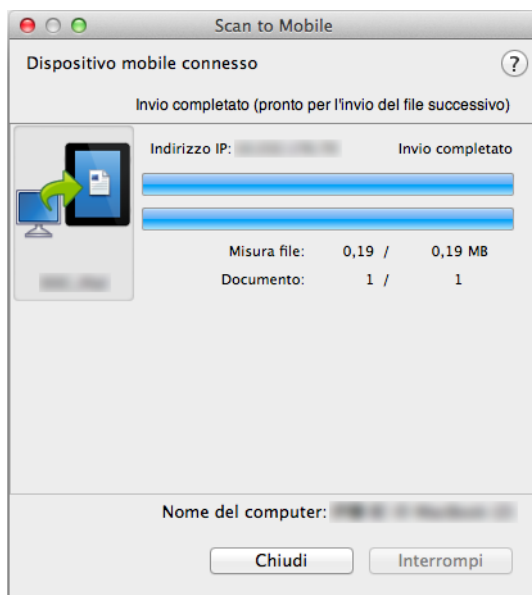 Scan to Mobile
Dispositivo mobile connesso ?
Invio completato (pronto per l'invio del file successivo)
Indirizzo IP: Invio completato
Misura file: 0,19 / 0,19 MB
Documento: 1 / 1
Nome del computer:
Chiudi Interrompi